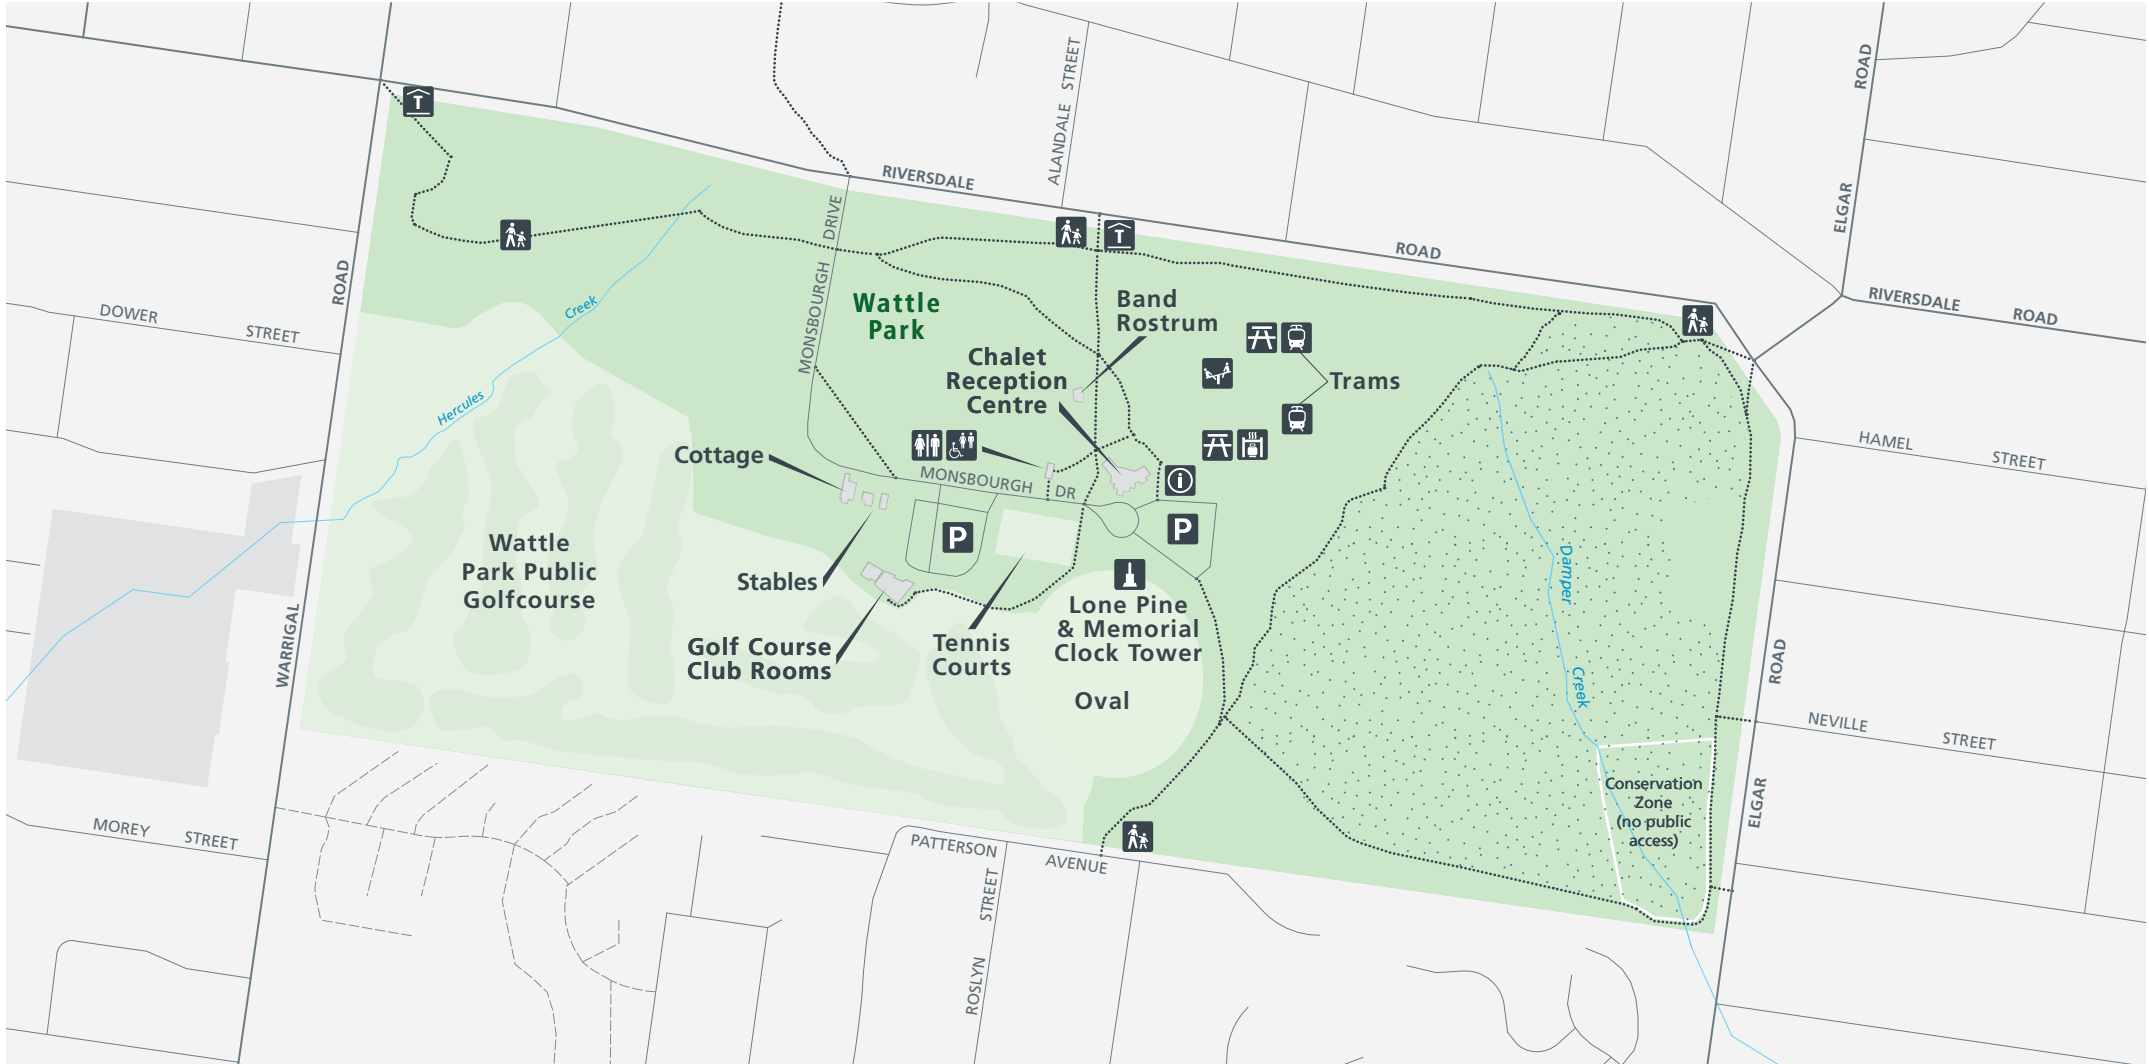 ALANDALE STREET
ROAD
ELGAR
RIVERSDALE
ROAD
RIVERSDALE ROAD
MONSBOURGH DRIVE
T
T
ROAD
WARRIGAL
DOWER STREET
Hercules
Creek
Wattle
Park
Band
Rostrum
Chalet
Reception
Centre
Trams
Cottage
MONSBOURGH DR
i
P
P
HAMEL STREET
Wattle
Park Public
Golfcourse
Stables
Golf Course
Club Rooms
Tennis
Courts
Lone Pine
& Memorial
Clock Tower
Oval
Damper
Creek
ROAD
ELGAR
NEVILLE STREET
Conservation
Zone
(no public
access)
MOREY STREET
PATTERSON AVENUE
ROSLYN STREET